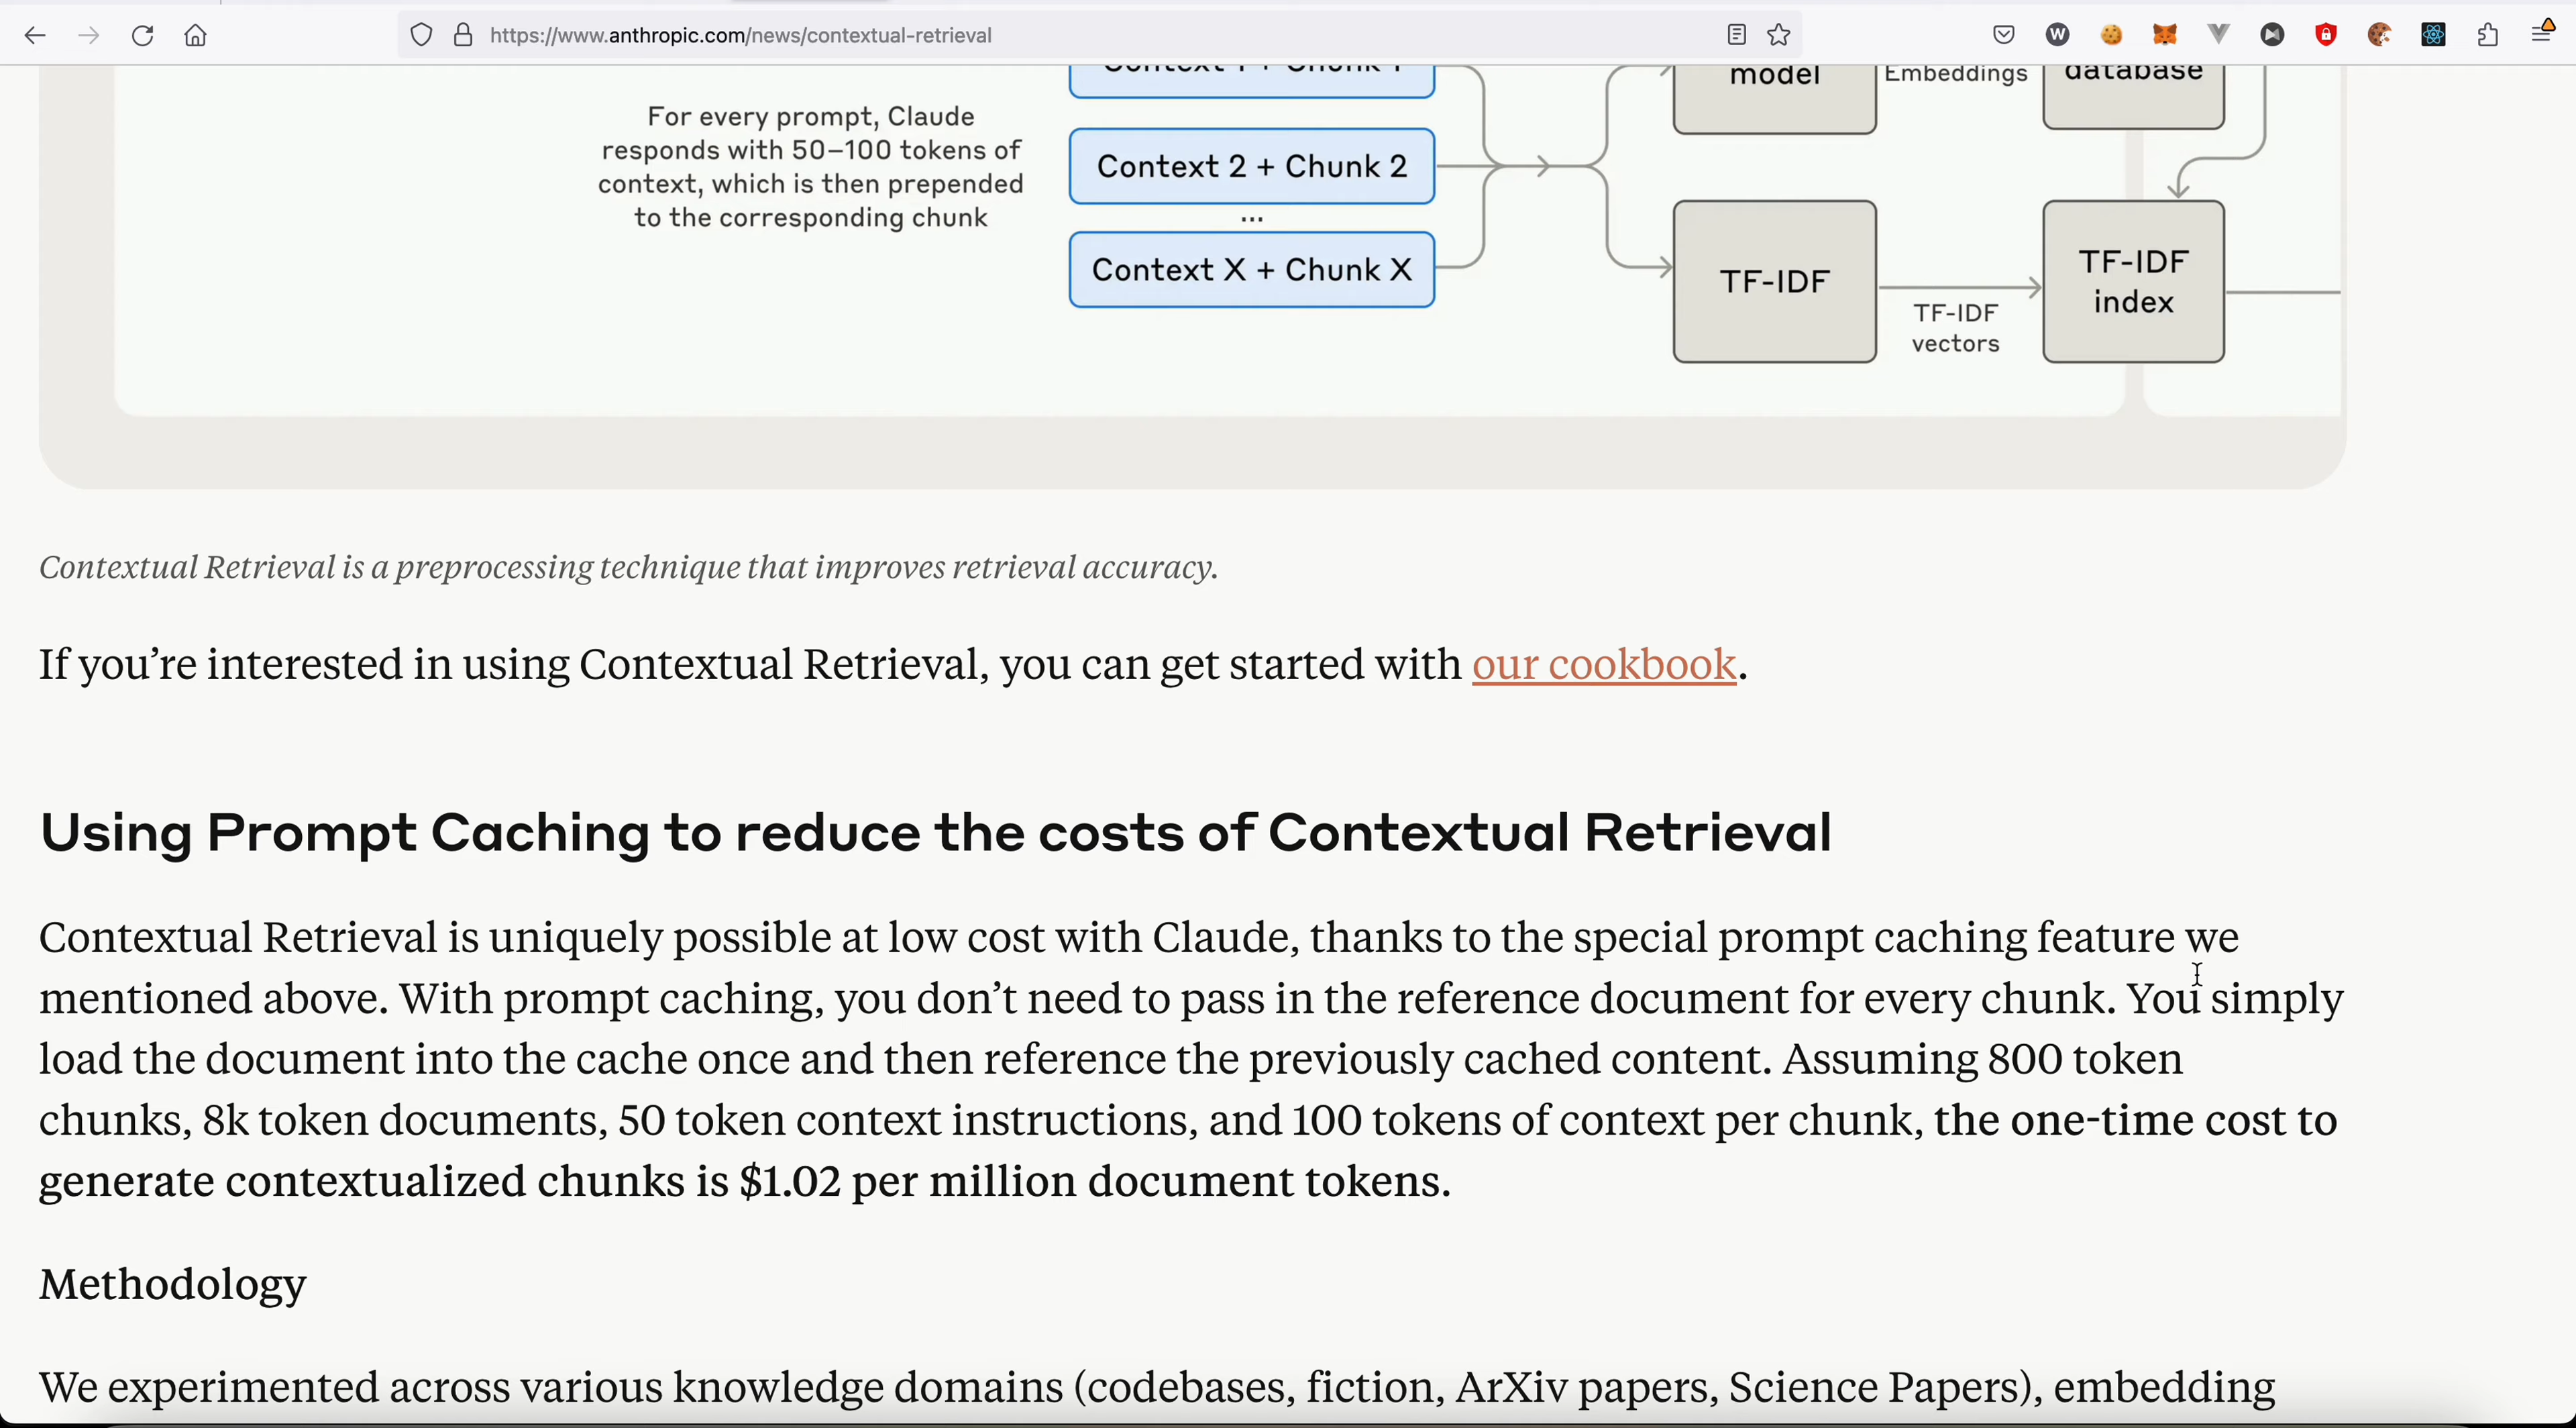 https://www.anthropic.com/news/contextual-retrieval
W
Context 1 + Chunk 1
model
Embeddings
database
For every prompt, Claude
responds with 50–100 tokens of
context, which is then prepended
to the corresponding chunk
Context 2 + Chunk 2
...
Context X + Chunk X
TF-IDF
TF-IDF
vectors
TF-IDF
index
Contextual Retrieval is a preprocessing technique that improves retrieval accuracy.
If you’re interested in using Contextual Retrieval, you can get started with our cookbook.
Using Prompt Caching to reduce the costs of Contextual Retrieval
Contextual Retrieval is uniquely possible at low cost with Claude, thanks to the special prompt caching feature we
mentioned above. With prompt caching, you don’t need to pass in the reference document for every chunk. You simply
load the document into the cache once and then reference the previously cached content. Assuming 800 token
chunks, 8k token documents, 50 token context instructions, and 100 tokens of context per chunk, the one-time cost to
generate contextualized chunks is $1.02 per million document tokens.
Methodology
We experimented across various knowledge domains (codebases, fiction, ArXiv papers, Science Papers), embedding